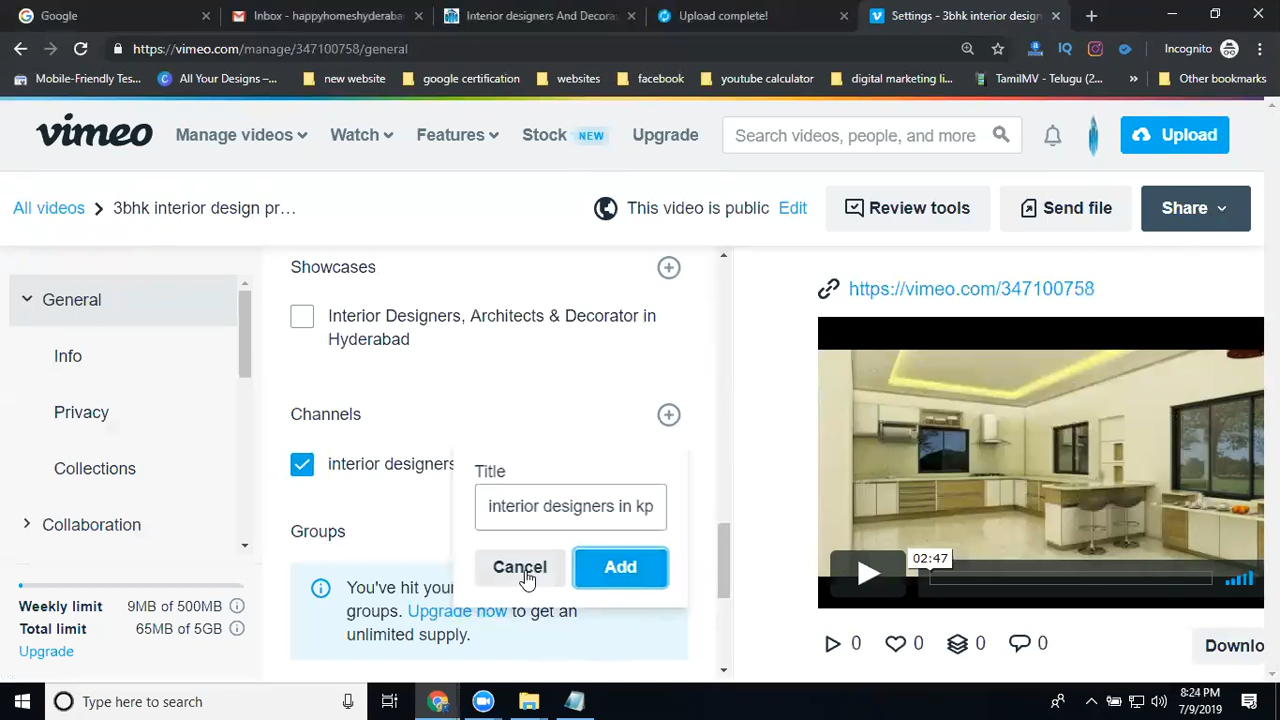 Google
Inbox - happyhomeshyderaba
Interior designers And Decora
Upload complete!
Settings - 3bhk interior design
https://vimeo.com/manage/347100758/general
Incognito
Mobile-Friendly Tes...
All Your Designs –...
new website
google certification
websites
facebook
youtube calculator
digital marketing li...
TamilMV - Telugu (2...
Other bookmarks
vimeo
Manage videos
Watch
Features
Stock NEW
Upgrade
Search videos, people, and more
Upload
All videos
3bhk interior design pr...
This video is public Edit
Review tools
Send file
Share
General
Info
Privacy
Collections
Collaboration
Weekly limit 9MB of 500MB
Total limit 65MB of 5GB
Upgrade
Showcases
Interior Designers, Architects & Decorator in
Hyderabad
Channels
interior designers
Title
interior designers in kp
Cancel
Add
Groups
You've hit your
groups. Upgrade now to get an
unlimited supply.
https://vimeo.com/347100758
02:47
0
0
0
0
Downlo
Type here to search
8:24 PM
7/9/2019